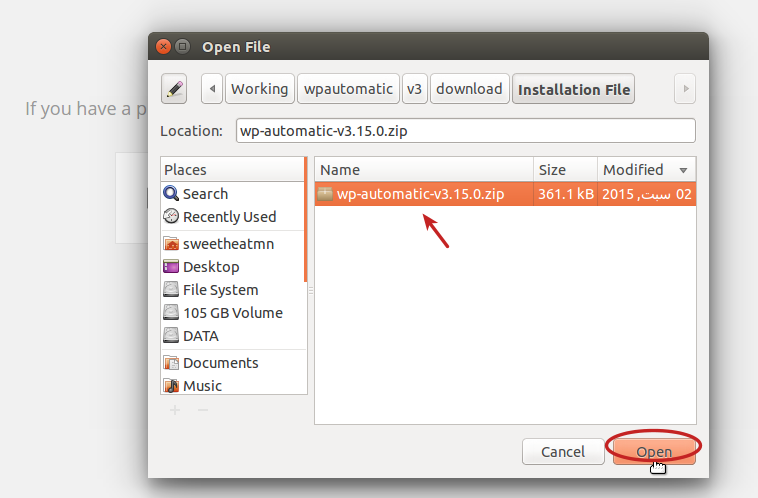 Open File
If you have a p
Working wpautomatic v3 download Installation File
Location: wp-automatic-v3.15.0.zip
Places
Search
Recently Used
sweetheatmn
Desktop
File System
105 GB Volume
DATA
Documents
Music
Name Size Modified
wp-automatic-v3.15.0.zip 361.1 kB 02 سبت, 2015
Cancel Open